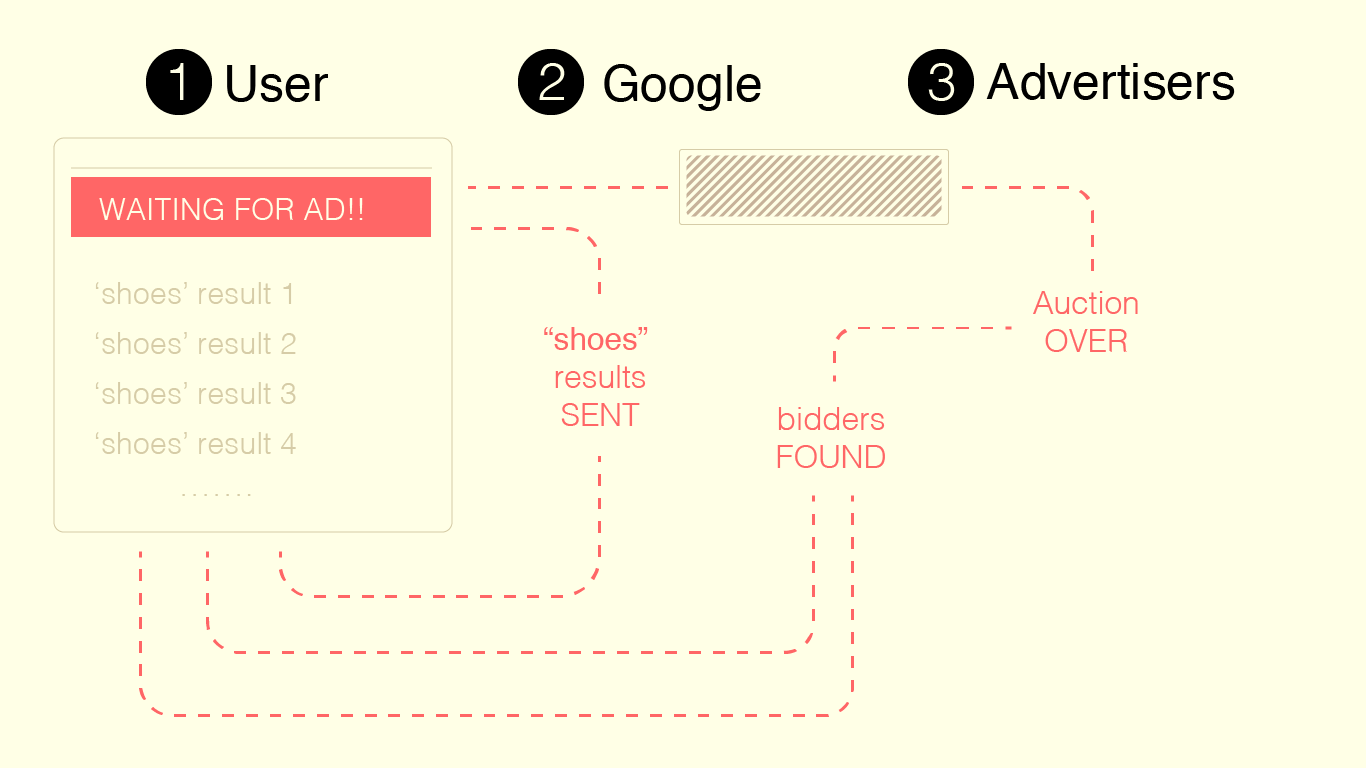 1 User
2 Google
3 Advertisers
WAITING FOR AD!!
‘shoes’ result 1
‘shoes’ result 2
‘shoes’ result 3
‘shoes’ result 4
.......
“shoes”
results
SENT
bidders
FOUND
Auction
OVER